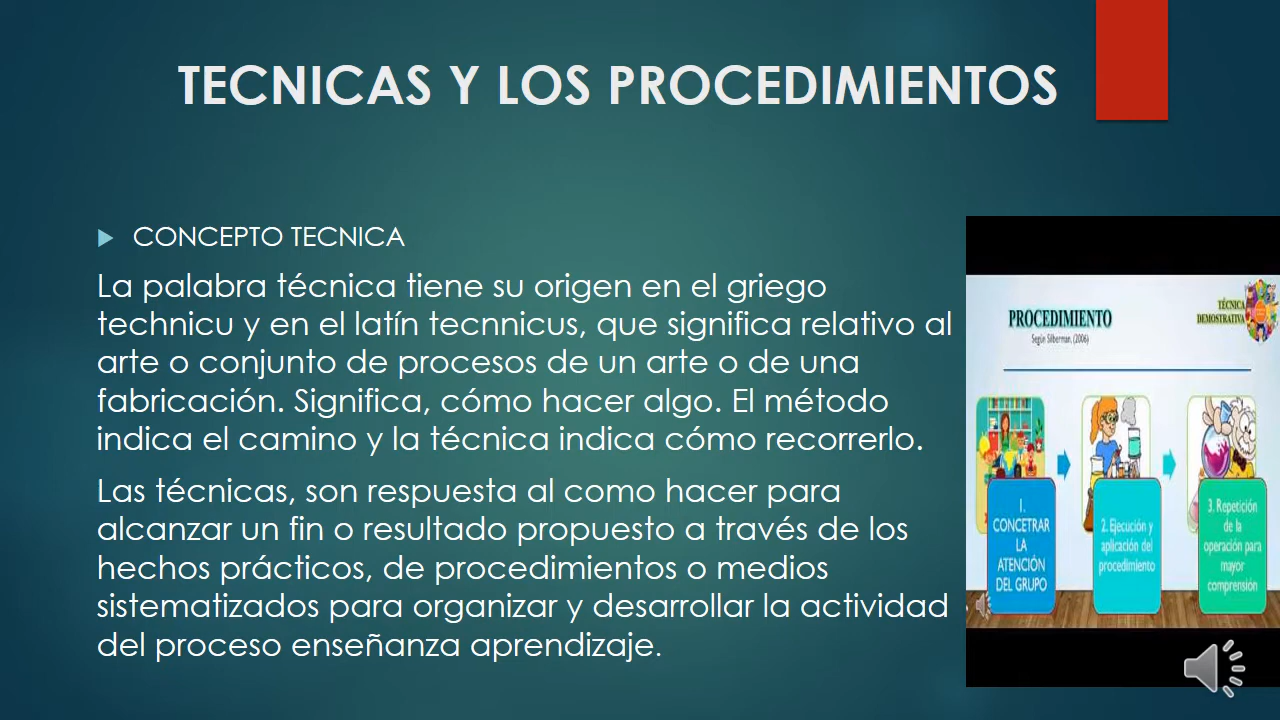 TECNICAS Y LOS PROCEDIMIENTOS
CONCEPTO TECNICA
La palabra técnica tiene su origen en el griego
technicu y en el latín tecnnicus, que significa relativo al
arte o conjunto de procesos de un arte o de una
fabricación. Significa, cómo hacer algo. El método
indica el camino y la técnica indica cómo recorrerlo.
Las técnicas, son respuesta al como hacer para
alcanzar un fin o resultado propuesto a través de los
hechos prácticos, de procedimientos o medios
sistematizados para organizar y desarrollar la actividad
del proceso enseñanza aprendizaje.
PROCEDIMIENTO
Según Silberman, (2006)
TÉCNICA
DEMOSTRATIVA
1.
CONCETRAR
LA
ATENCIÓN
DEL GRUPO
2. Ejecución y
aplicación del
procedimiento
3. Repetición
de la
operación para
mayor
comprensión